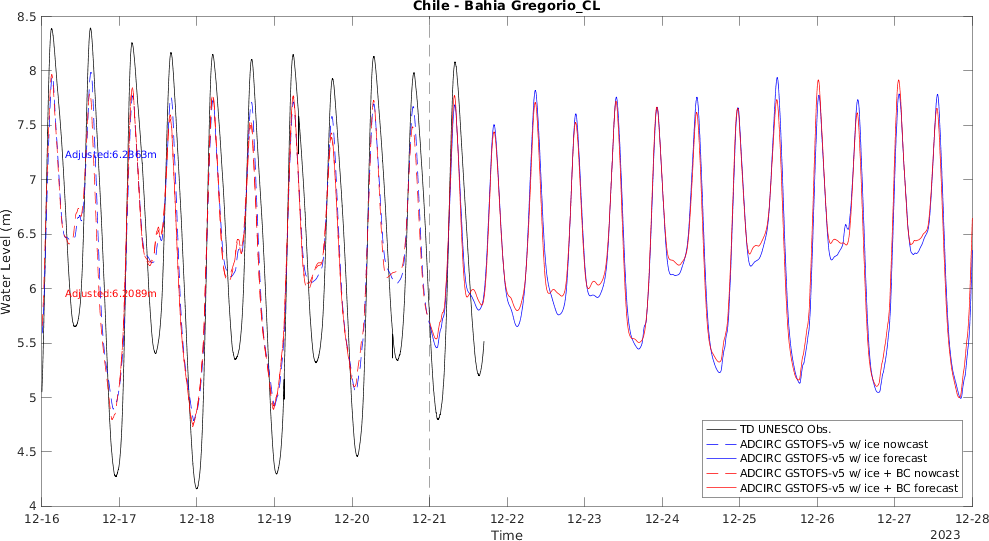 Chile - Bahia Gregorio_CL
8.5
8
7.5
7
6.5
6
5.5
5
4.5
4
Water Level (m)
Adjusted:6.2363m
Adjusted:6.2089m
TD UNESCO Obs.
ADCIRC GSTOFS-v5 w/ ice nowcast
ADCIRC GSTOFS-v5 w/ ice forecast
ADCIRC GSTOFS-v5 w/ ice + BC nowcast
ADCIRC GSTOFS-v5 w/ ice + BC forecast
12-16 12-17 12-18 12-19 12-20 12-21 12-22 12-23 12-24 12-25 12-26 12-27 12-28
Time
2023